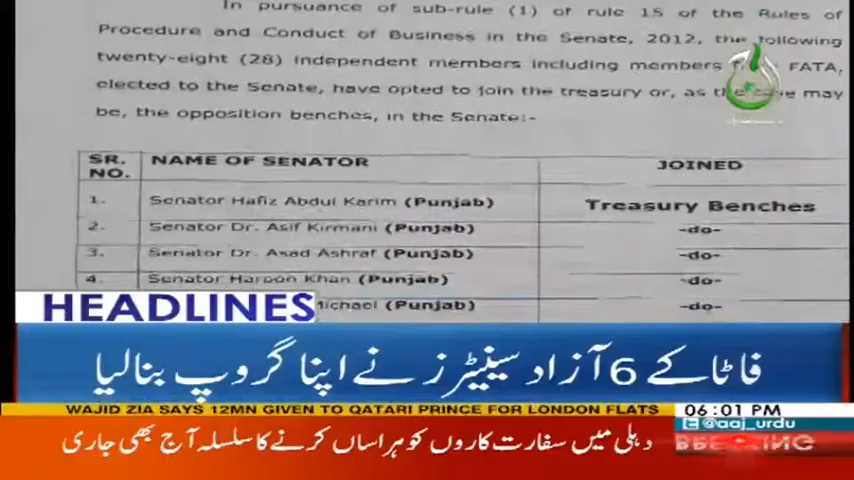 In pursuance of sub-rule (1) of rule 15 of the Rules of
Procedure and Conduct of Business in the Senate, 2012, the following
twenty-eight (28) independent members including members FATA,
elected to the Senate, have opted to join the treasury or, as the case may
be, the opposition benches, in the Senate:-
SR. NO. NAME OF SENATOR JOINED
1. Senator Hafiz Abdul Karim (Punjab) Treasury Benches
2. Senator Dr. Asif Kirmani (Punjab) -do-
3. Senator Dr. Asad Ashraf (Punjab) -do-
4. Senator Haroon Khan (Punjab) -do-
Michael (Punjab) -do-
HEADLINES
فاٹا کے 6 آزاد سینیٹرز نے اپنا گروپ بنالیا
WAJID ZIA SAYS 12MN GIVEN TO QATARI PRINCE FOR LONDON FLATS
06:01 PM
@aaj_urdu
دہلی میں سفارت کاروں کو ہراساں کرنے کا سلسلہ آج بھی جاری